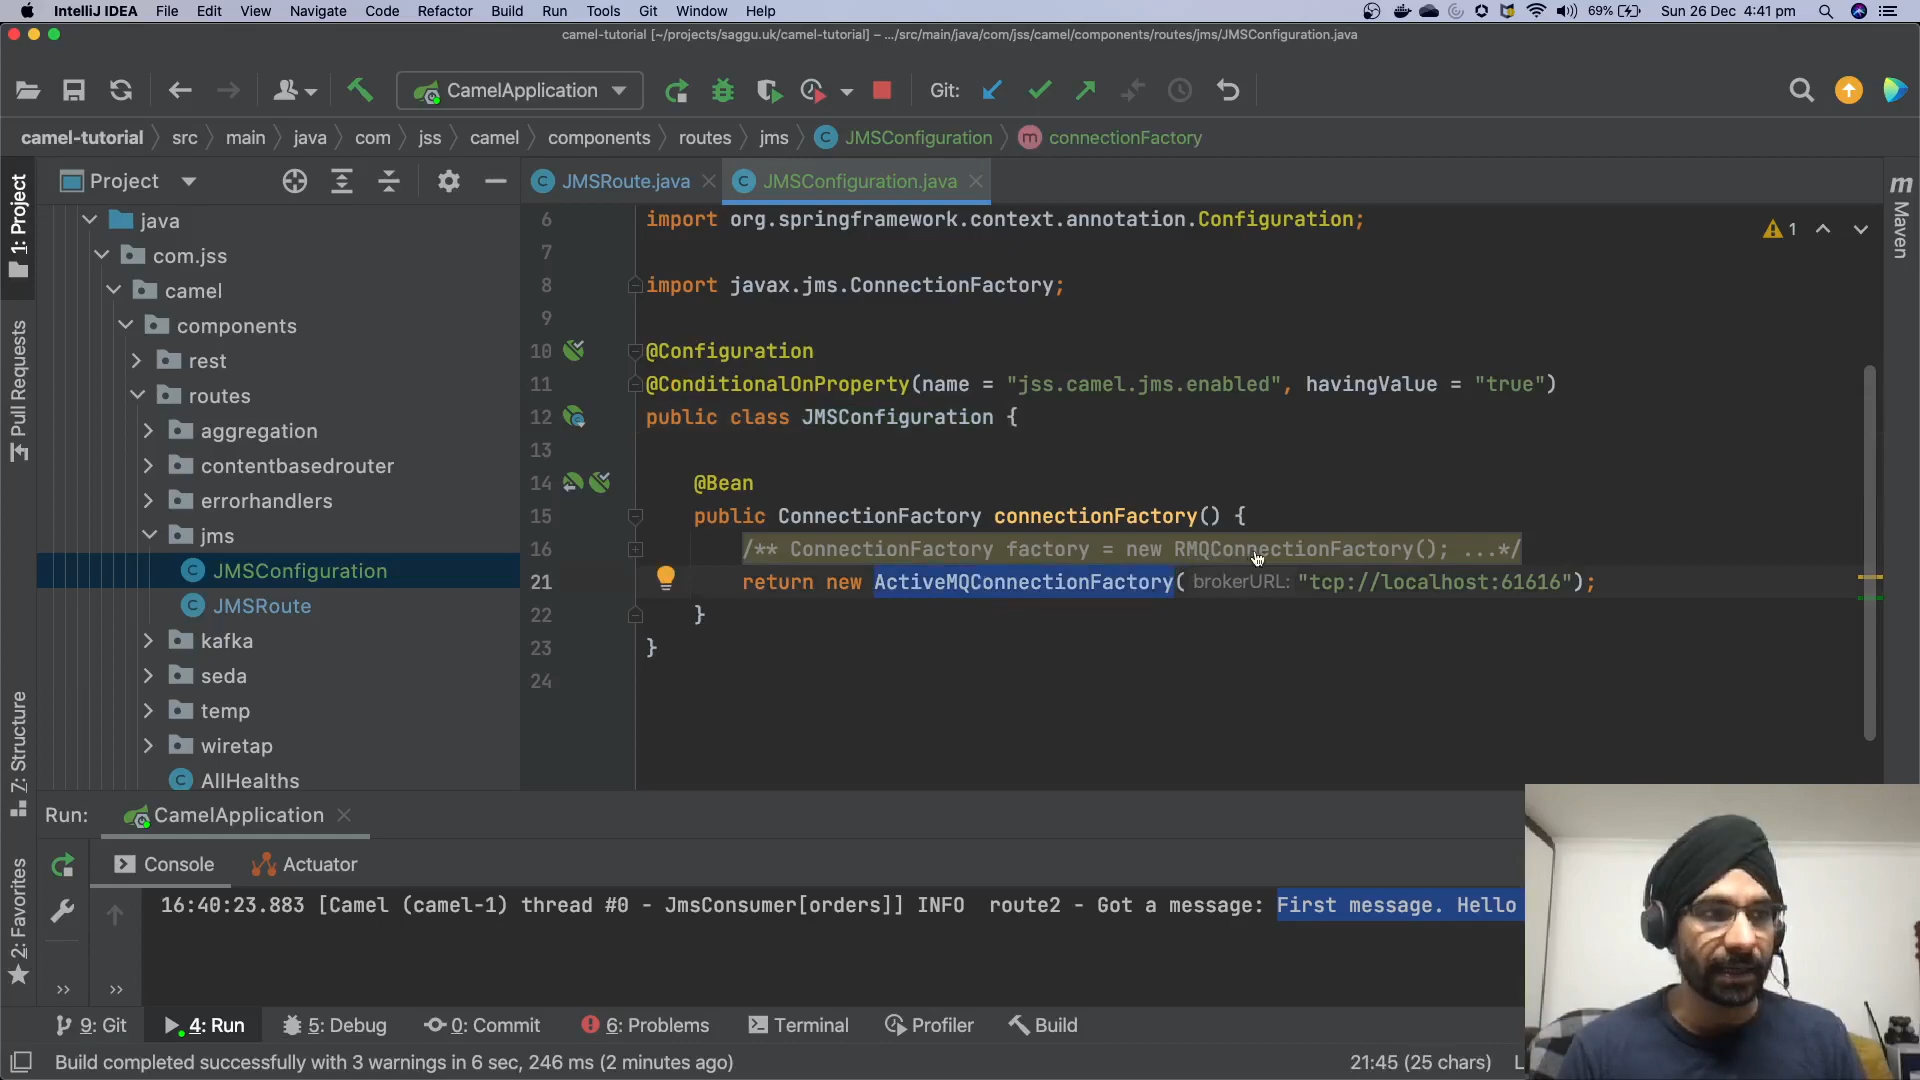 IntelliJ IDEA File Edit View Navigate Code Refactor Build Run Tools Git Window Help 69% Sun 26 Dec 4:41 pm
camel-tutorial [~/projects/saggu.uk/camel-tutorial] – .../src/main/java/com/jss/camel/components/routes/jms/JMSConfiguration.java
CamelApplication Git:
camel-tutorial src main java com jss camel components routes jms JMSConfiguration connectionFactory
Project JMSRoute.java JMSConfiguration.java
java
com.jss
camel
components
rest
routes
aggregation
contentbasedrouter
errorhandlers
jms
JMSConfiguration
JMSRoute
kafka
seda
temp
wiretap
AllHealths
1: Project
Pull Requests
Z: Structure
2: Favorites
6 import org.springframework.context.annotation.Configuration;
7
8 import javax.jms.ConnectionFactory;
9
10 @Configuration
11 @ConditionalOnProperty(name = "jss.camel.jms.enabled", havingValue = "true")
12 public class JMSConfiguration {
13
14 @Bean
15 public ConnectionFactory connectionFactory() {
16 /** ConnectionFactory factory = new RMQConnectionFactory(); ...*/
21 return new ActiveMQConnectionFactory( brokerURL: "tcp://localhost:61616");
22 }
23 }
24
1
m
Maven
Run: CamelApplication
Console Actuator
16:40:23.883 [Camel (camel-1) thread #0 - JmsConsumer[orders]] INFO route2 - Got a message: First message. Hello
9: Git 4: Run 5: Debug 0: Commit 6: Problems Terminal Profiler Build
Build completed successfully with 3 warnings in 6 sec, 246 ms (2 minutes ago) 21:45 (25 chars)